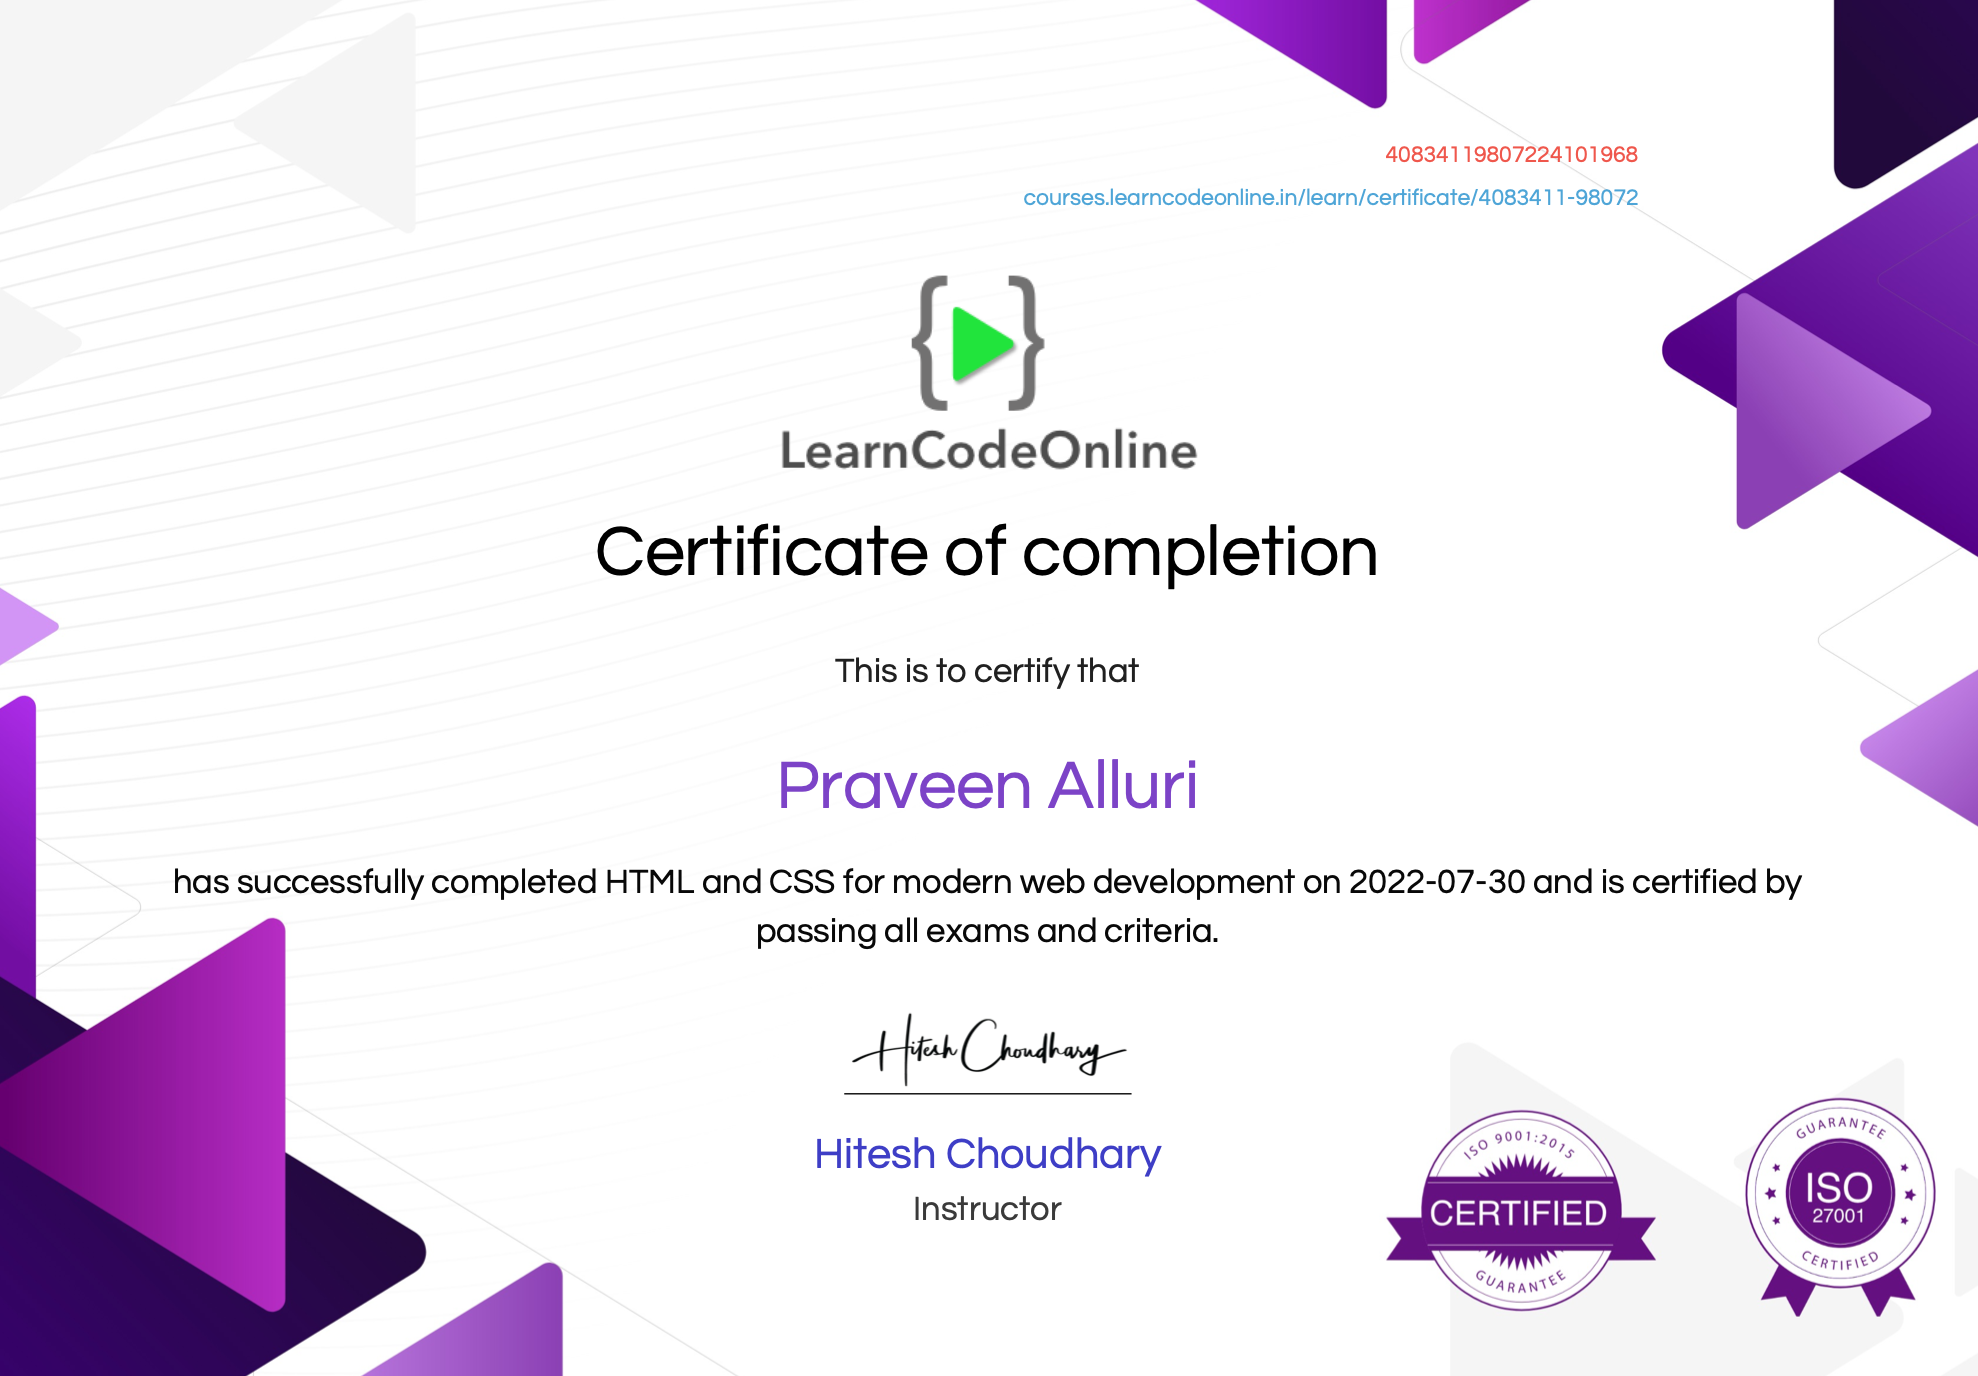 40834119807224101968
courses.learncodeonline.in/learn/certificate/4083411-98072
LearnCodeOnline
Certificate of completion
This is to certify that
Praveen Alluri
has successfully completed HTML and CSS for modern web development on 2022-07-30 and is certified by
passing all exams and criteria.
Hitesh Choudhary
Hitesh Choudhary
Instructor
ISO 9001:2015
CERTIFIED
GUARANTEE
GUARANTEE
ISO
27001
CERTIFIED